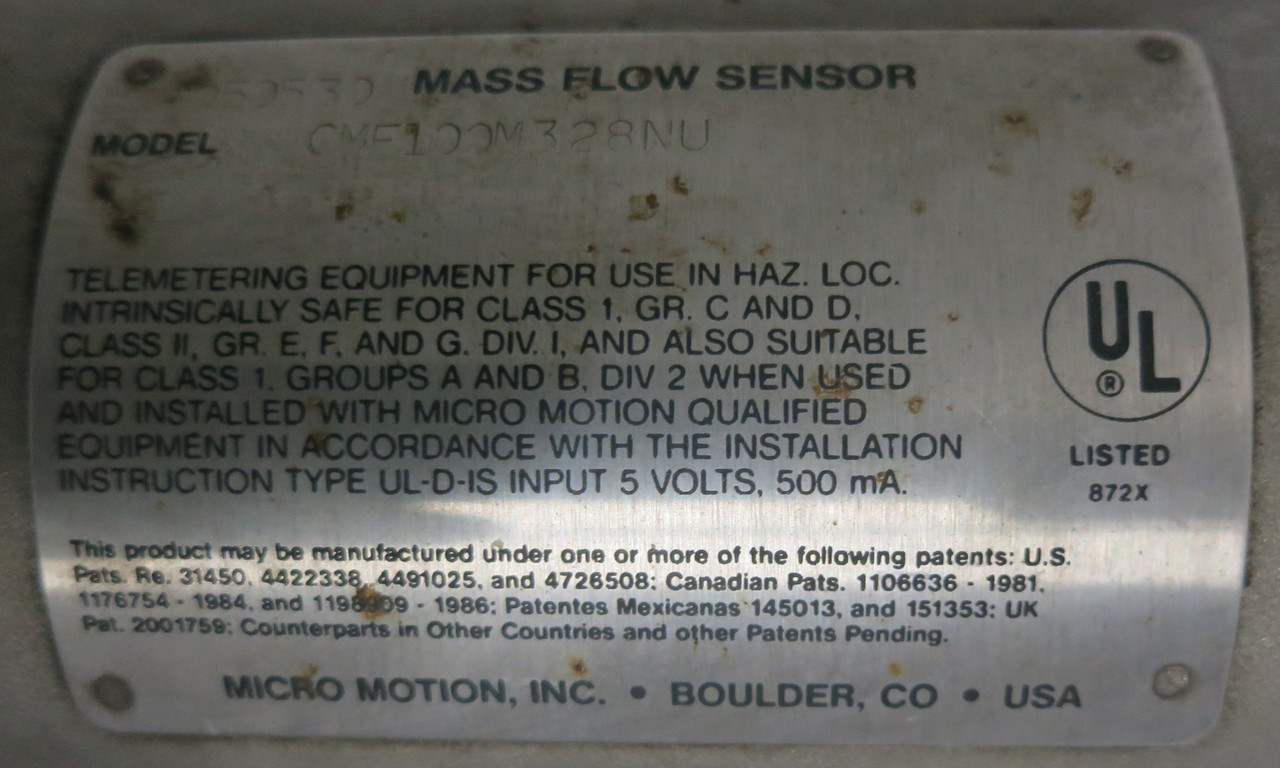 MASS FLOW SENSOR
MODEL CMF100M328NU
TELEMETERING EQUIPMENT FOR USE IN HAZ. LOC.
INTRINSICALLY SAFE FOR CLASS 1, GR. C AND D,
CLASS II, GR. E, F, AND G. DIV. I, AND ALSO SUITABLE
FOR CLASS 1. GROUPS A AND B, DIV 2 WHEN USED
AND INSTALLED WITH MICRO MOTION QUALIFIED
EQUIPMENT IN ACCORDANCE WITH THE INSTALLATION
INSTRUCTION TYPE UL-D-IS INPUT 5 VOLTS, 500 mA.
UL
®
LISTED
872X
This product may be manufactured under one or more of the following patents: U.S.
Pats. Re. 31450, 4422338, 4491025, and 4726508; Canadian Pats. 1106636 - 1981,
1176754 - 1984, and - 1986; Patentes Mexicanas 145013, and 151353: UK
Pat. 2001759; Counterparts in Other Countries and other Patents Pending.
MICRO MOTION, INC. • BOULDER, CO • USA